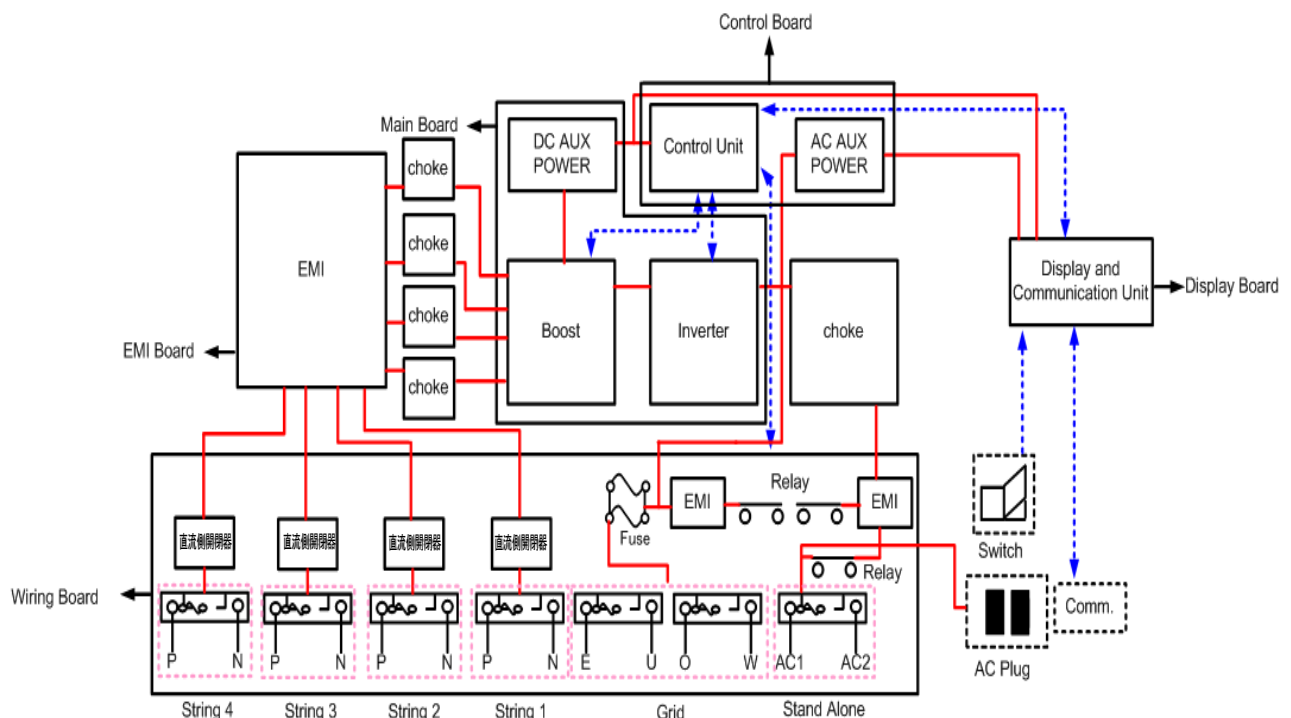 Control Board
Main Board
DC AUX
POWER
Control Unit
AC AUX
POWER
choke
EMI
choke
choke
choke
Boost
Inverter
choke
Display and
Communication Unit
Display Board
EMI Board
Relay
EMI
EMI
Fuse
直流側開閉器
直流側開閉器
直流側開閉器
直流側開閉器
Relay
Switch
Wiring Board
Comm.
P N
P N
P N
P N
E U O W
AC1 AC2
AC Plug
String 4
String 3
String 2
String 1
Grid
Stand Alone